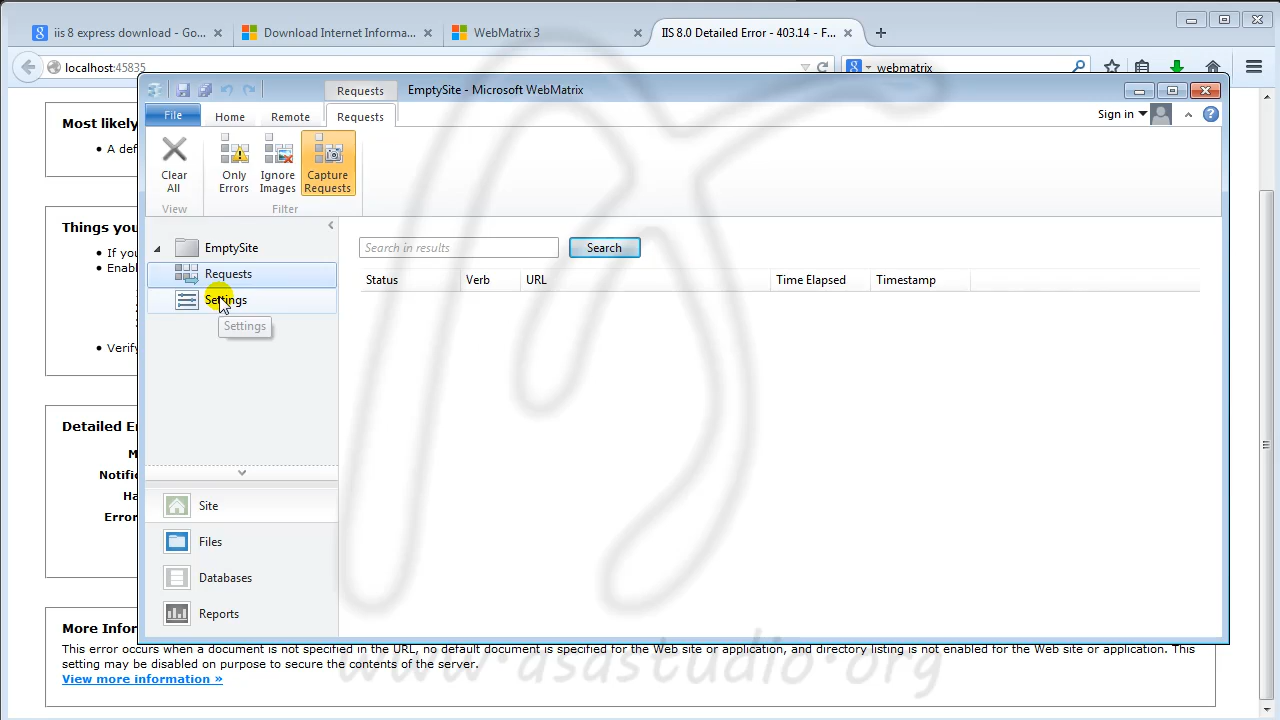 iis 8 express download - Go...
Download Internet Informa...
WebMatrix 3
IIS 8.0 Detailed Error - 403.14 - F...
localhost:45835
webmatrix
Requests
EmptySite - Microsoft WebMatrix
File
Home
Remote
Requests
Sign in
Clear All
Only Errors
Ignore Images
Capture Requests
View
Filter
Most likely
• A def
Things you
• If you
• Enab
• Verify
Detailed Er
M
Notific
Ha
Error
EmptySite
Requests
Settings
Settings
Search in results
Search
Status
Verb
URL
Time Elapsed
Timestamp
Site
Files
Databases
Reports
More Infor
This error occurs when a document is not specified in the URL, no default document is specified for the Web site or application, and directory listing is not enabled for the Web site or application. This
setting may be disabled on purpose to secure the contents of the server.
View more information »
www.asastudio.org